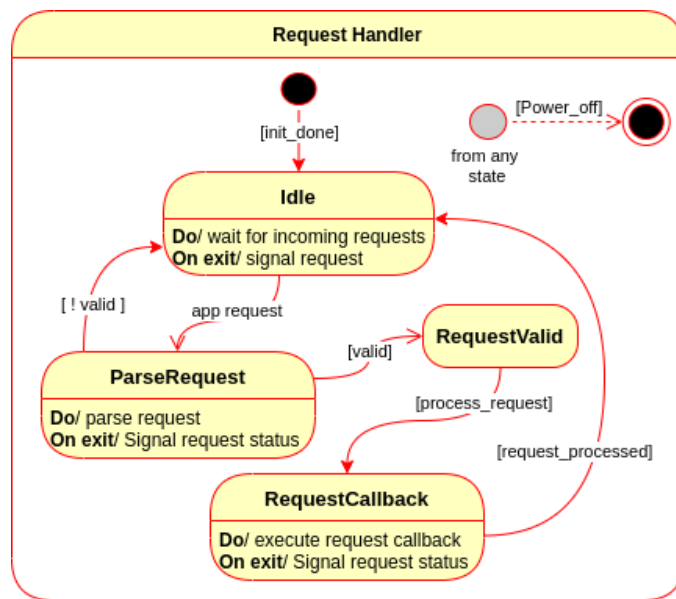 Request Handler
[init_done]
[Power_off]
from any
state
Idle
Do/ wait for incoming requests
On exit/ signal request
[ ! valid ]
app request
[valid]
RequestValid
ParseRequest
Do/ parse request
On exit/ Signal request status
[process_request]
[request_processed]
RequestCallback
Do/ execute request callback
On exit/ Signal request status